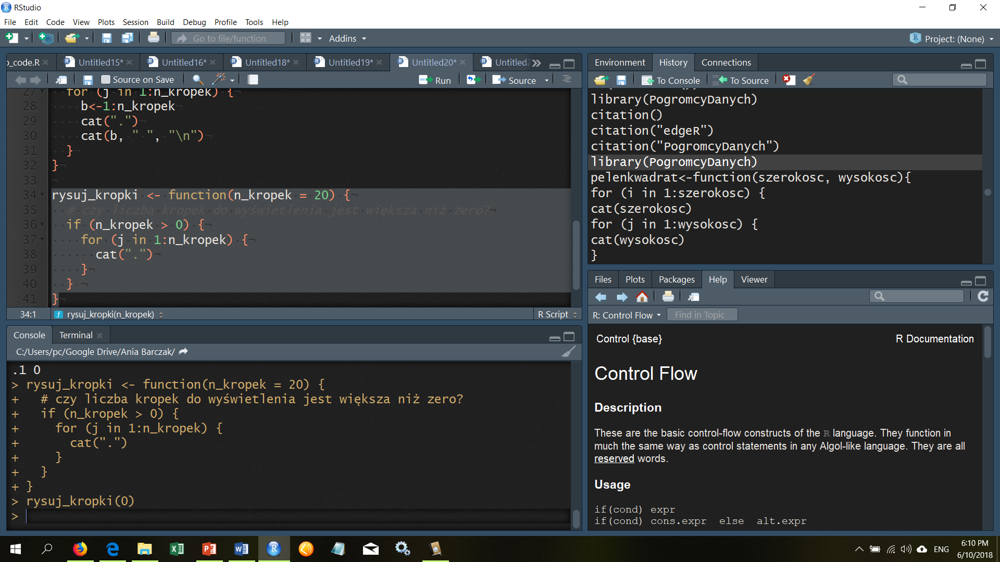 RStudio
File Edit Code View Plots Session Build Debug Profile Tools Help
Go to file/function
Addins
Project: (None)
o_code.R Untitled15* Untitled16* Untitled18* Untitled19* Untitled20* Untitled2
Source on Save Run Source
27 for (j in 1:n_kropek) {
28 b<-1:n_kropek
29 cat(".")
30 cat(b, " ", "\n")
31 }
32 }
33
34 rysuj_kropki <- function(n_kropek = 20) {
35 # czy liczba kropek do wyświetlenia jest większa niż zero?
36 if (n_kropek > 0) {
37 for (j in 1:n_kropek) {
38 cat(".")
39 }
40 }
41 }
34:1 rysuj_kropki(n_kropek) R Script
Console Terminal
C:/Users/pc/Google Drive/Ania Barczak/
.1 0
> rysuj_kropki <- function(n_kropek = 20) {
+ # czy liczba kropek do wyświetlenia jest większa niż zero?
+ if (n_kropek > 0) {
+ for (j in 1:n_kropek) {
+ cat(".")
+ }
+ }
+ }
> rysuj_kropki(0)
>
Environment History Connections
To Console To Source
library(PogromcyDanych)
citation()
citation("edgeR")
citation("PogromcyDanych")
library(PogromcyDanych)
pelenkwadrat<-function(szerokosc, wysokosc){
for (i in 1:szerokosc) {
cat(szerokosc)
for (j in 1:wysokosc) {
cat(wysokosc)
}
Files Plots Packages Help Viewer
R: Control Flow Find in Topic
Control {base} R Documentation
Control Flow
Description
These are the basic control-flow constructs of the R language. They function in
much the same way as control statements in any Algol-like language. They are all
reserved words.
Usage
if(cond) expr
if(cond) cons.expr else alt.expr
ENG
6:10 PM
6/10/2018